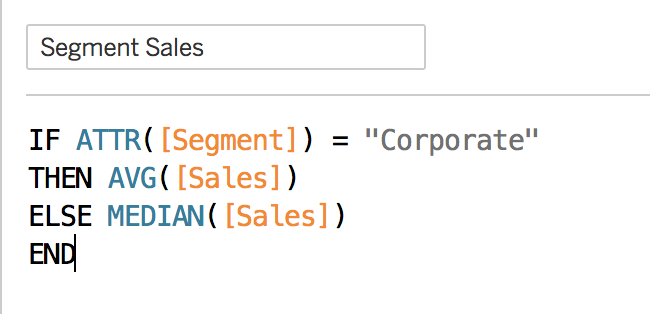 Segment Sales
IF ATTR([Segment]) = "Corporate"
THEN AVG([Sales])
ELSE MEDIAN([Sales])
END